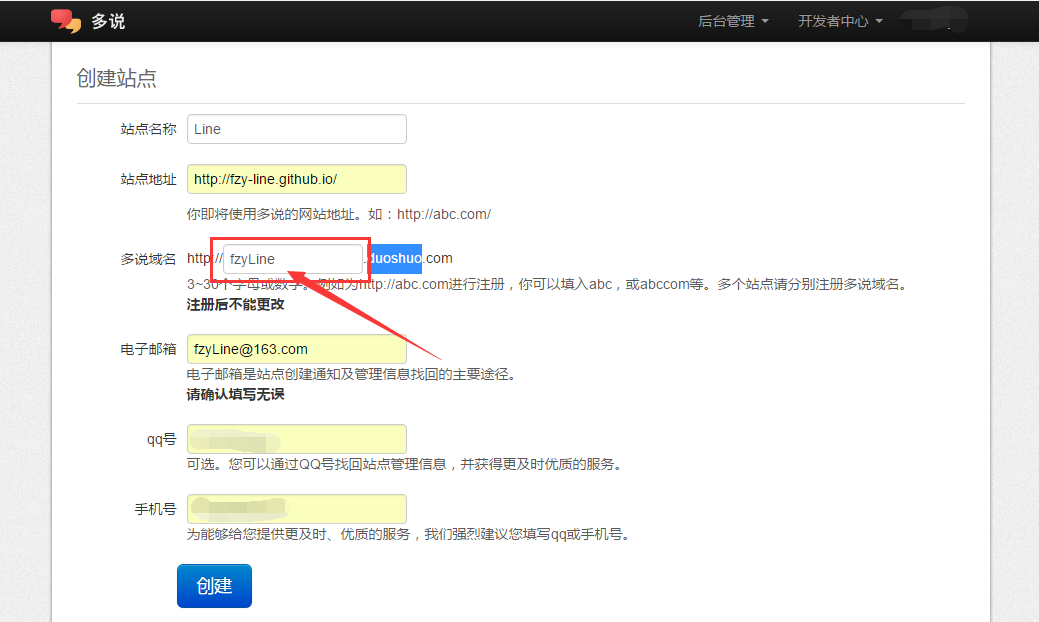 多说
后台管理 开发者中心
创建站点
站点名称 Line
站点地址 http://fzy-line.github.io/
你即将使用多说的网站地址。如：http://abc.com/
多说域名 http:// fzyLine .duoshuo.com
3~30个字母或数字。例如为http://abc.com进行注册，你可以填入abc，或abccom等。多个站点请分别注册多说域名。
注册后不能更改
电子邮箱 fzyLine@163.com
电子邮箱是站点创建通知及管理信息找回的主要途径。
请确认填写无误
qq号
可选。您可以通过QQ号找回站点管理信息，并获得更及时优质的服务。
手机号
为能够给您提供更及时、优质的服务，我们强烈建议您填写qq或手机号。
创建